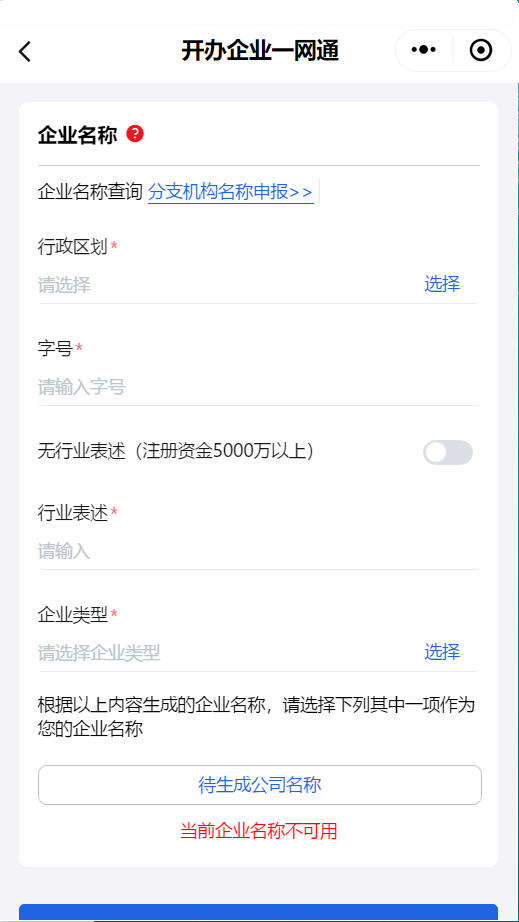 开办企业一网通
企业名称 ?
企业名称查询 分支机构名称申报>>
行政区划*
请选择 选择
字号*
请输入字号
无行业表述（注册资金5000万以上）
行业表述*
请输入
企业类型*
请选择企业类型 选择
根据以上内容生成的企业名称，请选择下列其中一项作为
您的企业名称
待生成公司名称
当前企业名称不可用